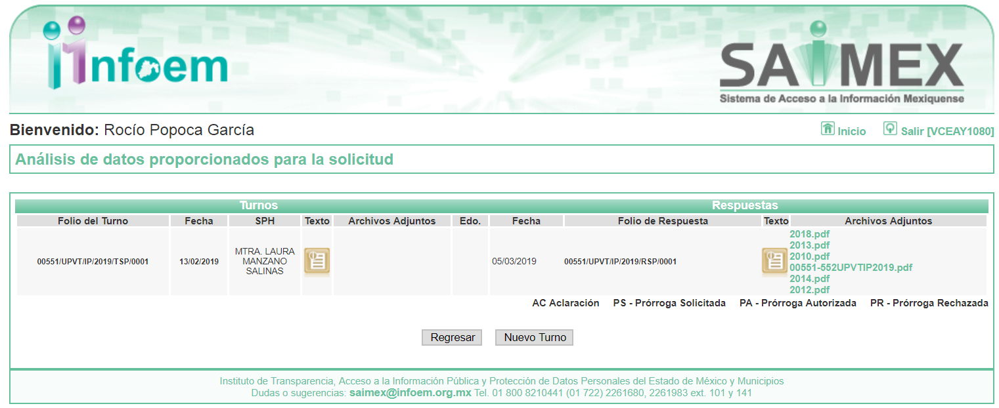 infoem
SAIMEX
Sistema de Acceso a la Información Mexiquense
Bienvenido: Rocío Popoca García
Inicio Salir [VCEAY1080]
Análisis de datos proporcionados para la solicitud
Turnos Respuestas
Folio del Turno Fecha SPH Texto Archivos Adjuntos Edo. Fecha Folio de Respuesta Texto Archivos Adjuntos
00551/UPVT/IP/2019/TSP/0001 13/02/2019
MTRA. LAURA
MANZANO
SALINAS
05/03/2019 00551/UPVT/IP/2019/RSP/0001
2018.pdf
2013.pdf
2010.pdf
00551-552UPVTIP2019.pdf
2014.pdf
2012.pdf
AC Aclaración PS - Prórroga Solicitada PA - Prórroga Autorizada PR - Prórroga Rechazada
Regresar Nuevo Turno
Instituto de Transparencia, Acceso a la Información Pública y Protección de Datos Personales del Estado de México y Municipios
Dudas o sugerencias: saimex@infoem.org.mx Tel. 01 800 8210441 (01 722) 2261680, 2261983 ext. 101 y 141